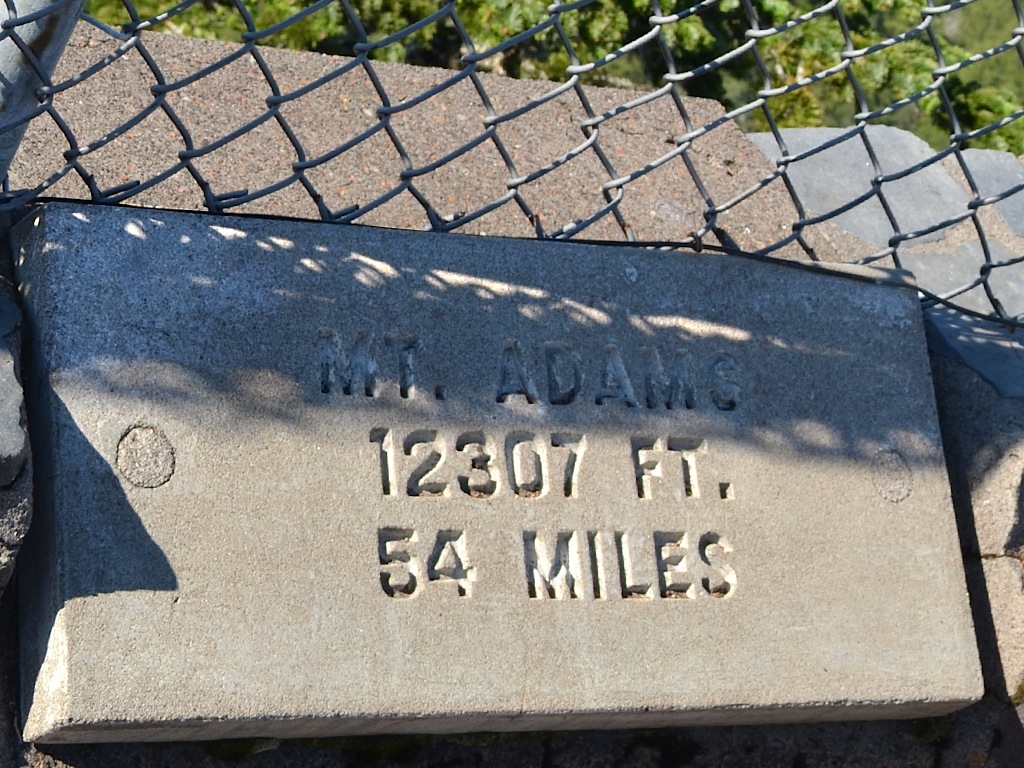 MT. ADAMS
12307 FT.
54 MILES